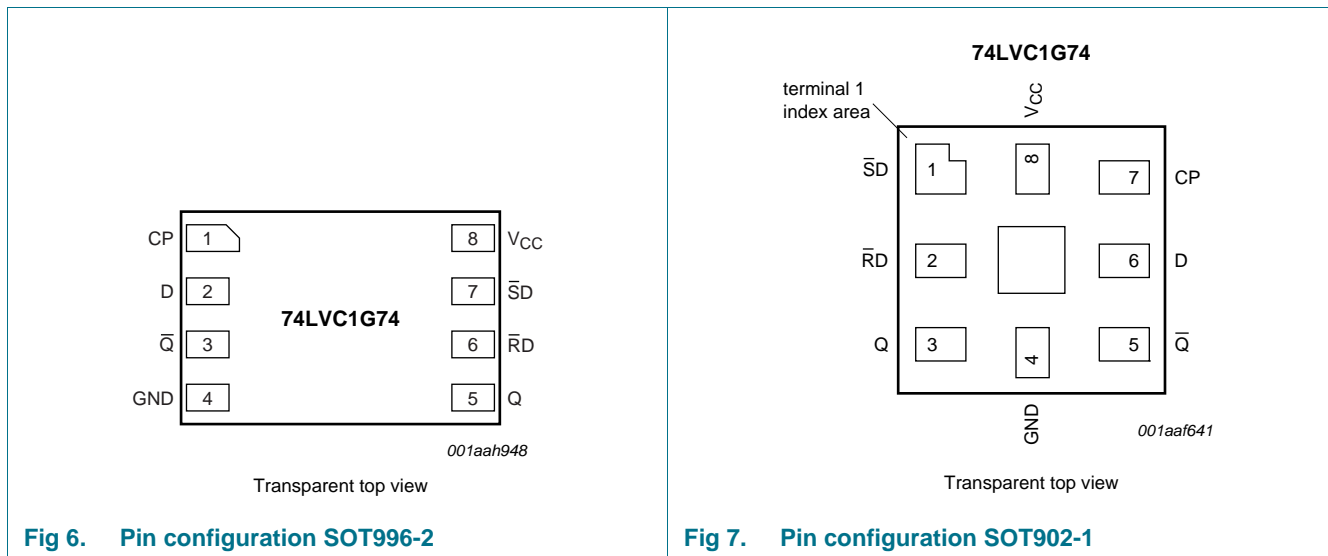 CP 1 8 VCC
D 2 7 S̅D
74LVC1G74
Q̅ 3 6 R̅D
GND 4 5 Q
001aah948
Transparent top view
Fig 6. Pin configuration SOT996-2
74LVC1G74
terminal 1
index area
VCC
S̅D 1 8 7 CP
R̅D 2 6 D
Q 3 4 5 Q̅
GND
001aaf641
Transparent top view
Fig 7. Pin configuration SOT902-1